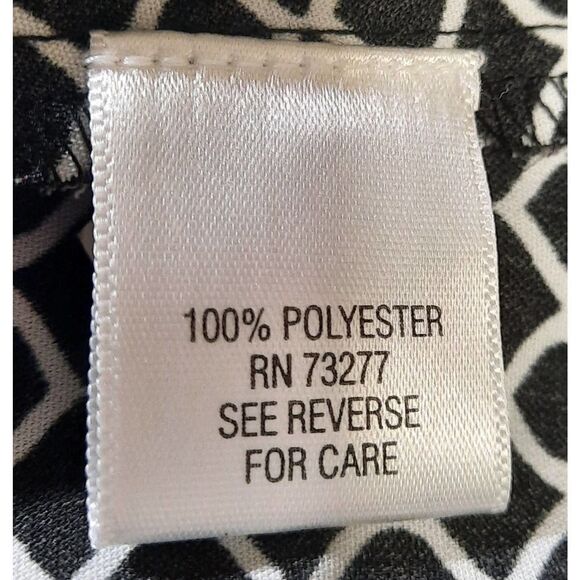 100% POLYESTER
RN 73277
SEE REVERSE
FOR CARE